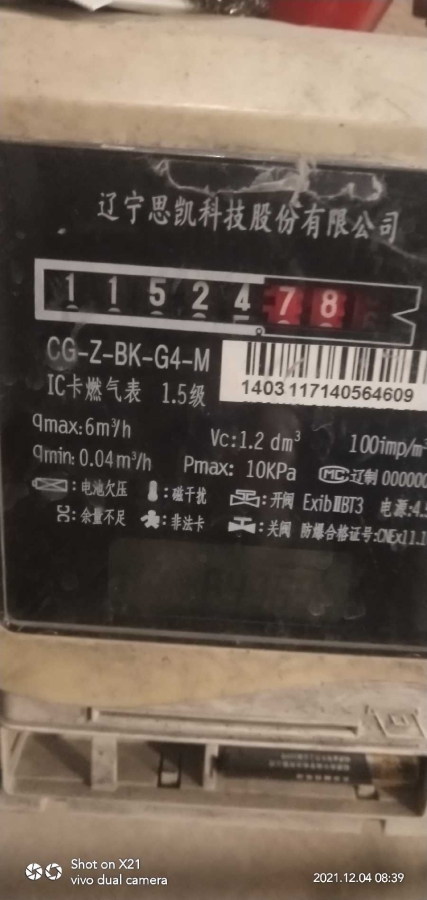 辽宁思凯科技股份有限公司
1 1 5 2 4 7 8
CG-Z-BK-G4-M
IC卡燃气表 1.5级
1403117140564609
qmax:6m³/h Vc:1.2 dm³ 100imp/m³
qmin:0.04m³/h Pmax: 10KPa MC辽制 000000
:电池欠压 :磁干扰 :开阀 ExibⅡBT3 电源:4.5
:余量不足 :非法卡 :关阀 防爆合格证号:CNEx11.1
Shot on X21
vivo dual camera
2021.12.04 08:39